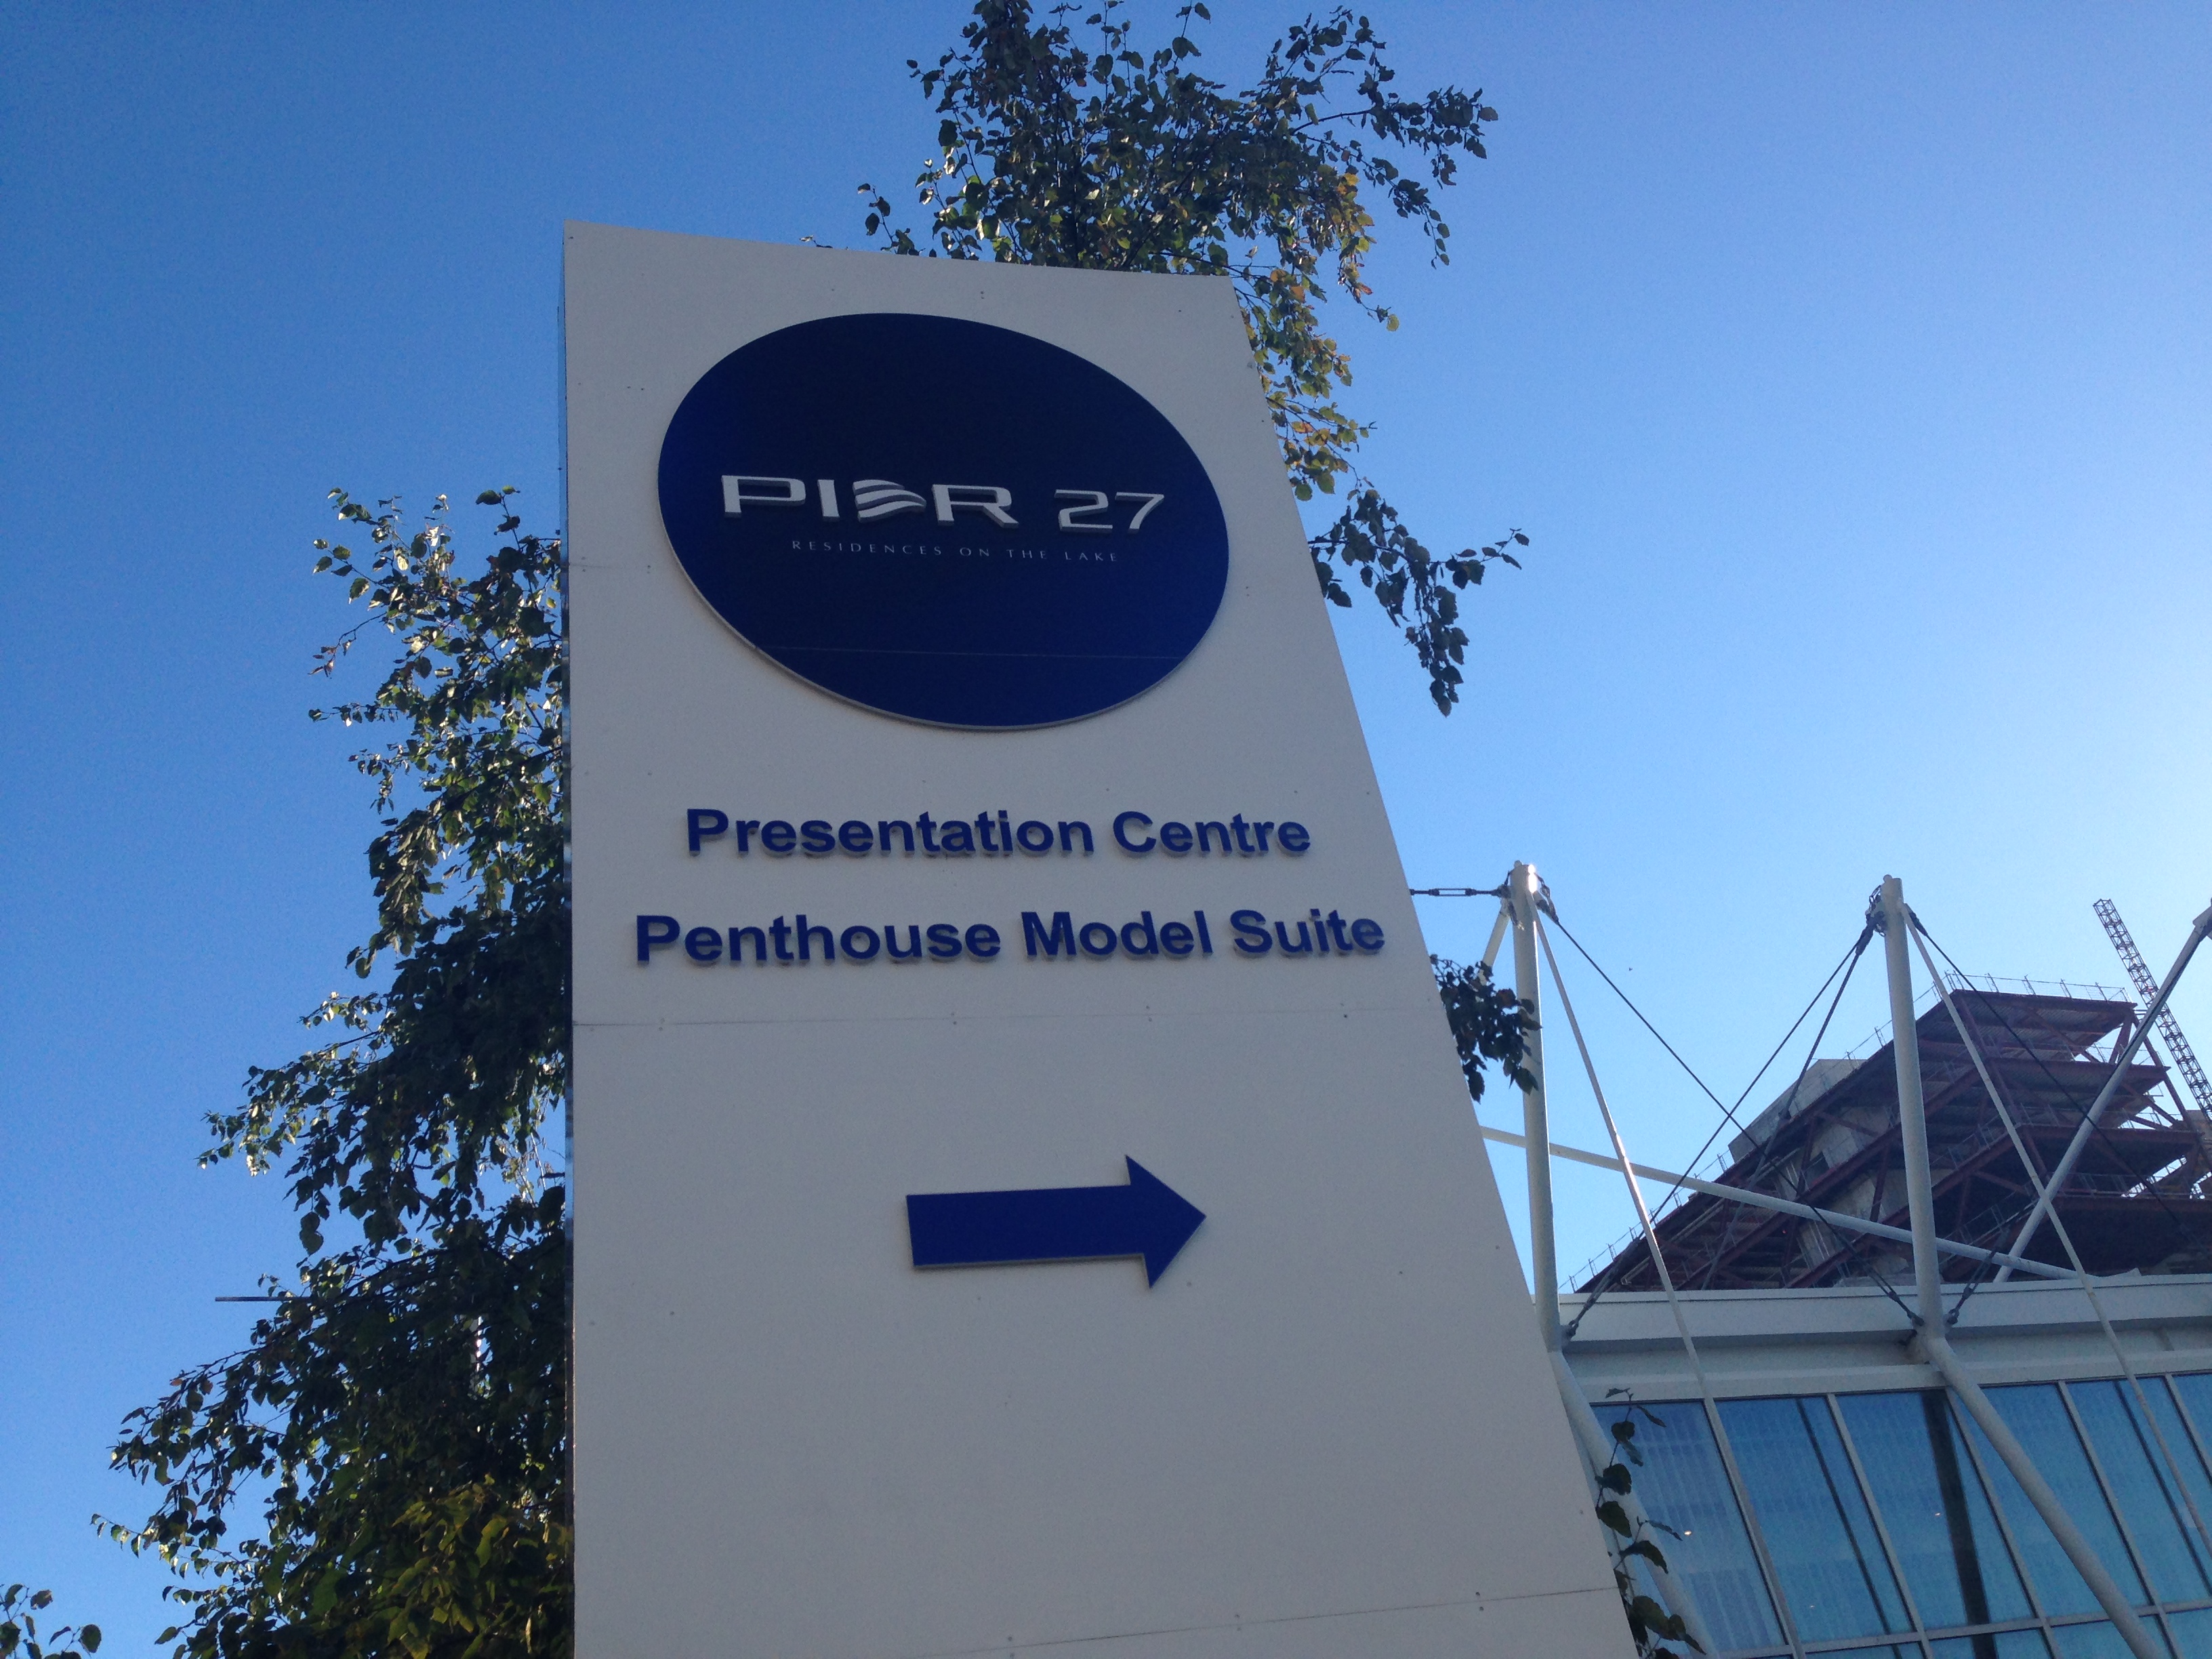 PIER 27
RESIDENCES ON THE LAKE
Presentation Centre
Penthouse Model Suite